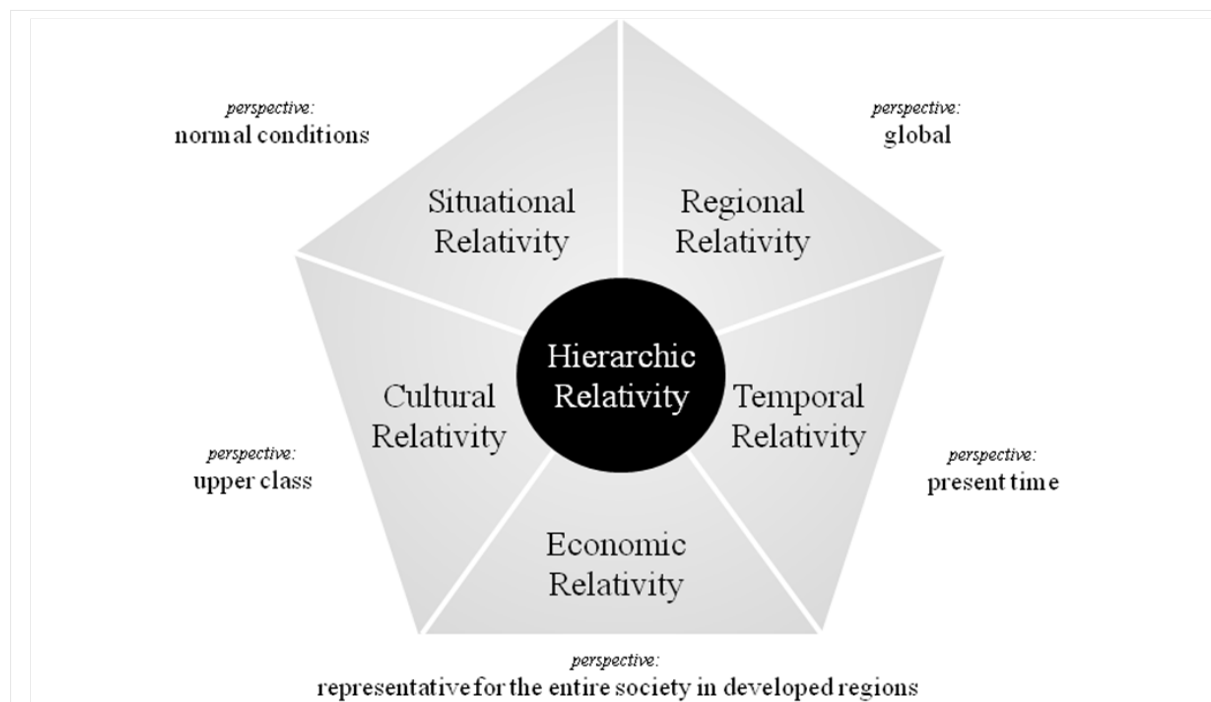 perspective:
normal conditions
perspective:
global
Situational
Relativity
Regional
Relativity
Hierarchic
Relativity
Cultural
Relativity
Temporal
Relativity
perspective:
upper class
perspective:
present time
Economic
Relativity
perspective:
representative for the entire society in developed regions